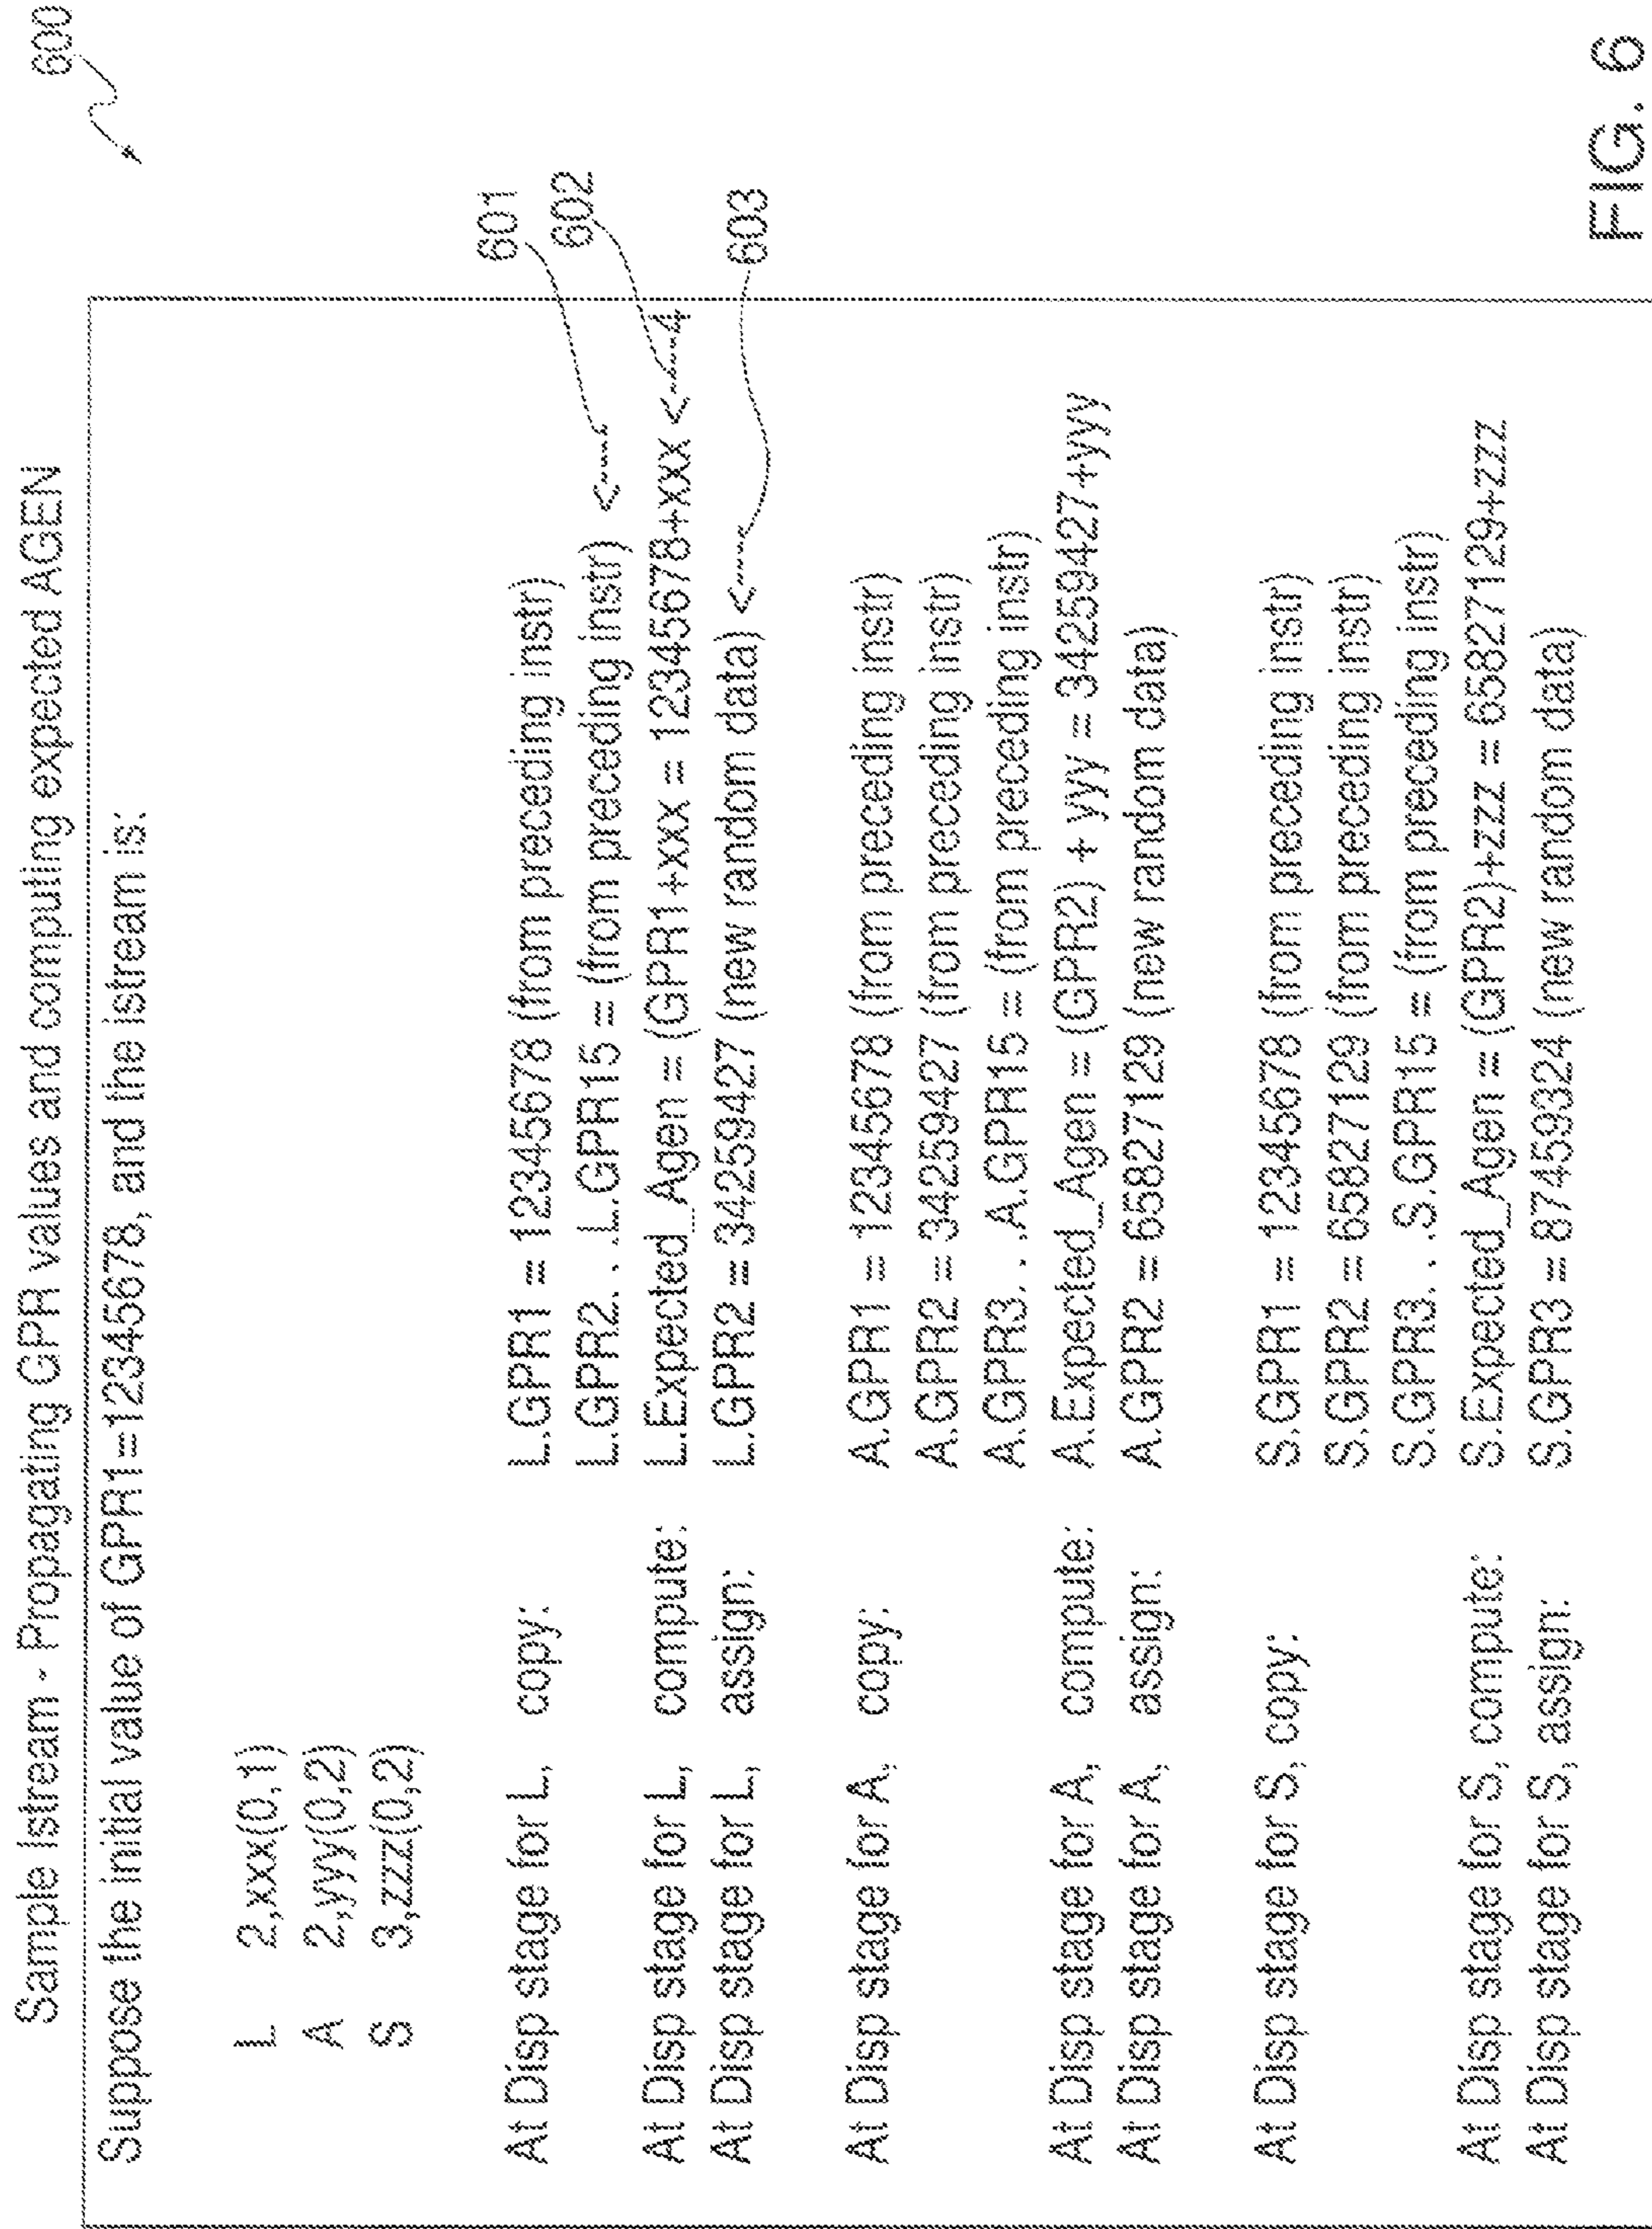 Sample Istream - Propagating GPR values and computing expected AGEN
600
Suppose the initial value of GPR1=12345678, and the istream is:
L 2,xxx(0,1)
A 2,yyy(0,2)
S 3,zzz(0,2)
At Disp stage for L, copy: L.GPR1 = 12345678 (from preceding instr)
L.GPR2. . .L.GPR15 = (from preceding instr) <----- 601
At Disp stage for L, compute: L.Expected_Agen = (GPR1+xxx = 12345678+xxx <-----4 602
At Disp stage for L, assign: L.GPR2 = 34259427 (new random data) <----- 603
At Disp stage for A, copy: A.GPR1 = 12345678 (from preceding instr)
A.GPR2 = 34259427 (from preceding instr)
A.GPR3. . .A.GPR15 = (from preceding instr)
At Disp stage for A, compute: A.Expected_Agen = (GPR2) + yyy = 34259427+yyy
At Disp stage for A, assign: A.GPR2 = 65827129 (new random data)
At Disp stage for S, copy: S.GPR1 = 12345678 (from preceding instr)
S.GPR2 = 65827129 (from preceding instr)
S.GPR3. . .S.GPR15 = (from preceding instr)
At Disp stage for S, compute: S.Expected_Agen = (GPR2)+zzz = 65827129+zzz
At Disp stage for S, assign: S.GPR3 = 87459324 (new random data)
FIG. 6